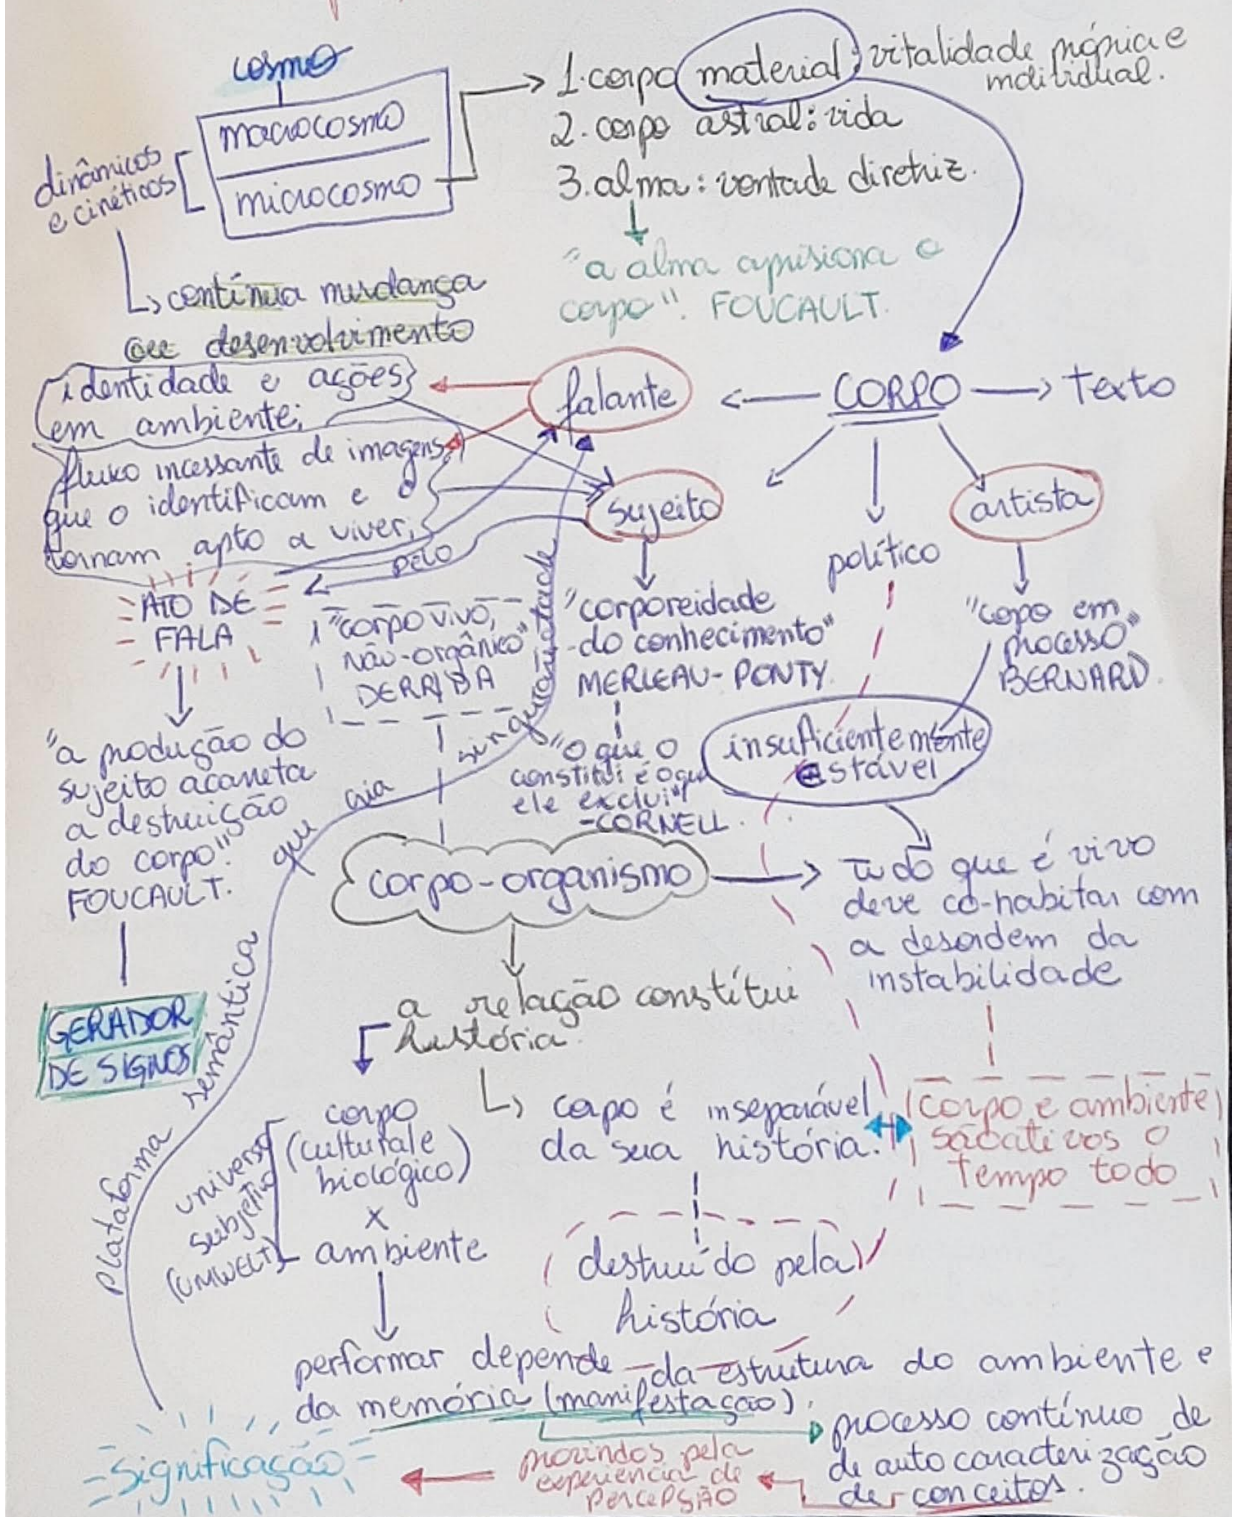 cosmo
macrocosmo
microcosmo
dinâmicos
e cinéticos
1. corpo material: vitalidade própria e
individual.
2. corpo astral: vida
3. alma: vontade diretriz.
"a alma aprisiona o
corpo". FOUCAULT.
contínua mudança
ou desenvolvimento
identidade e ações
em ambiente;
fluxo incessante de imagens
que o identificam e o
tornam apto a viver;
falante
CORPO
texto
sujeito
artista
político
pelo
ATO DE
FALA
"corpo vivo,
não-orgânico"
DERRIDA
"corporeidade
do conhecimento"
MERLEAU-PONTY
"copo em
processo"
BERNARD.
"a produção do
sujeito acarreta
a destruição
do corpo".
FOUCAULT.
"o que o
constitui é o que
ele exclui"
-CORNELL.
insuficientemente
estável
corpo-organismo
tudo que é vivo
deve co-habitar com
a desordem da
instabilidade
GERADOR
DE SIGNOS
Plataforma semântica que cria singularidade
a relação constitui
história.
corpo
(cultural e
biológico)
x
ambiente
universo
subjetivo
(UMWELT)
corpo é inseparável
da sua história.
corpo e ambiente
são ativos o
tempo todo
destruído pela
história
performar depende da estrutura do ambiente e
da memória (manifestação).
processo contínuo de
de auto caracterização
de conceitos.
pela
experiência de
PERCEPSÃO
significação